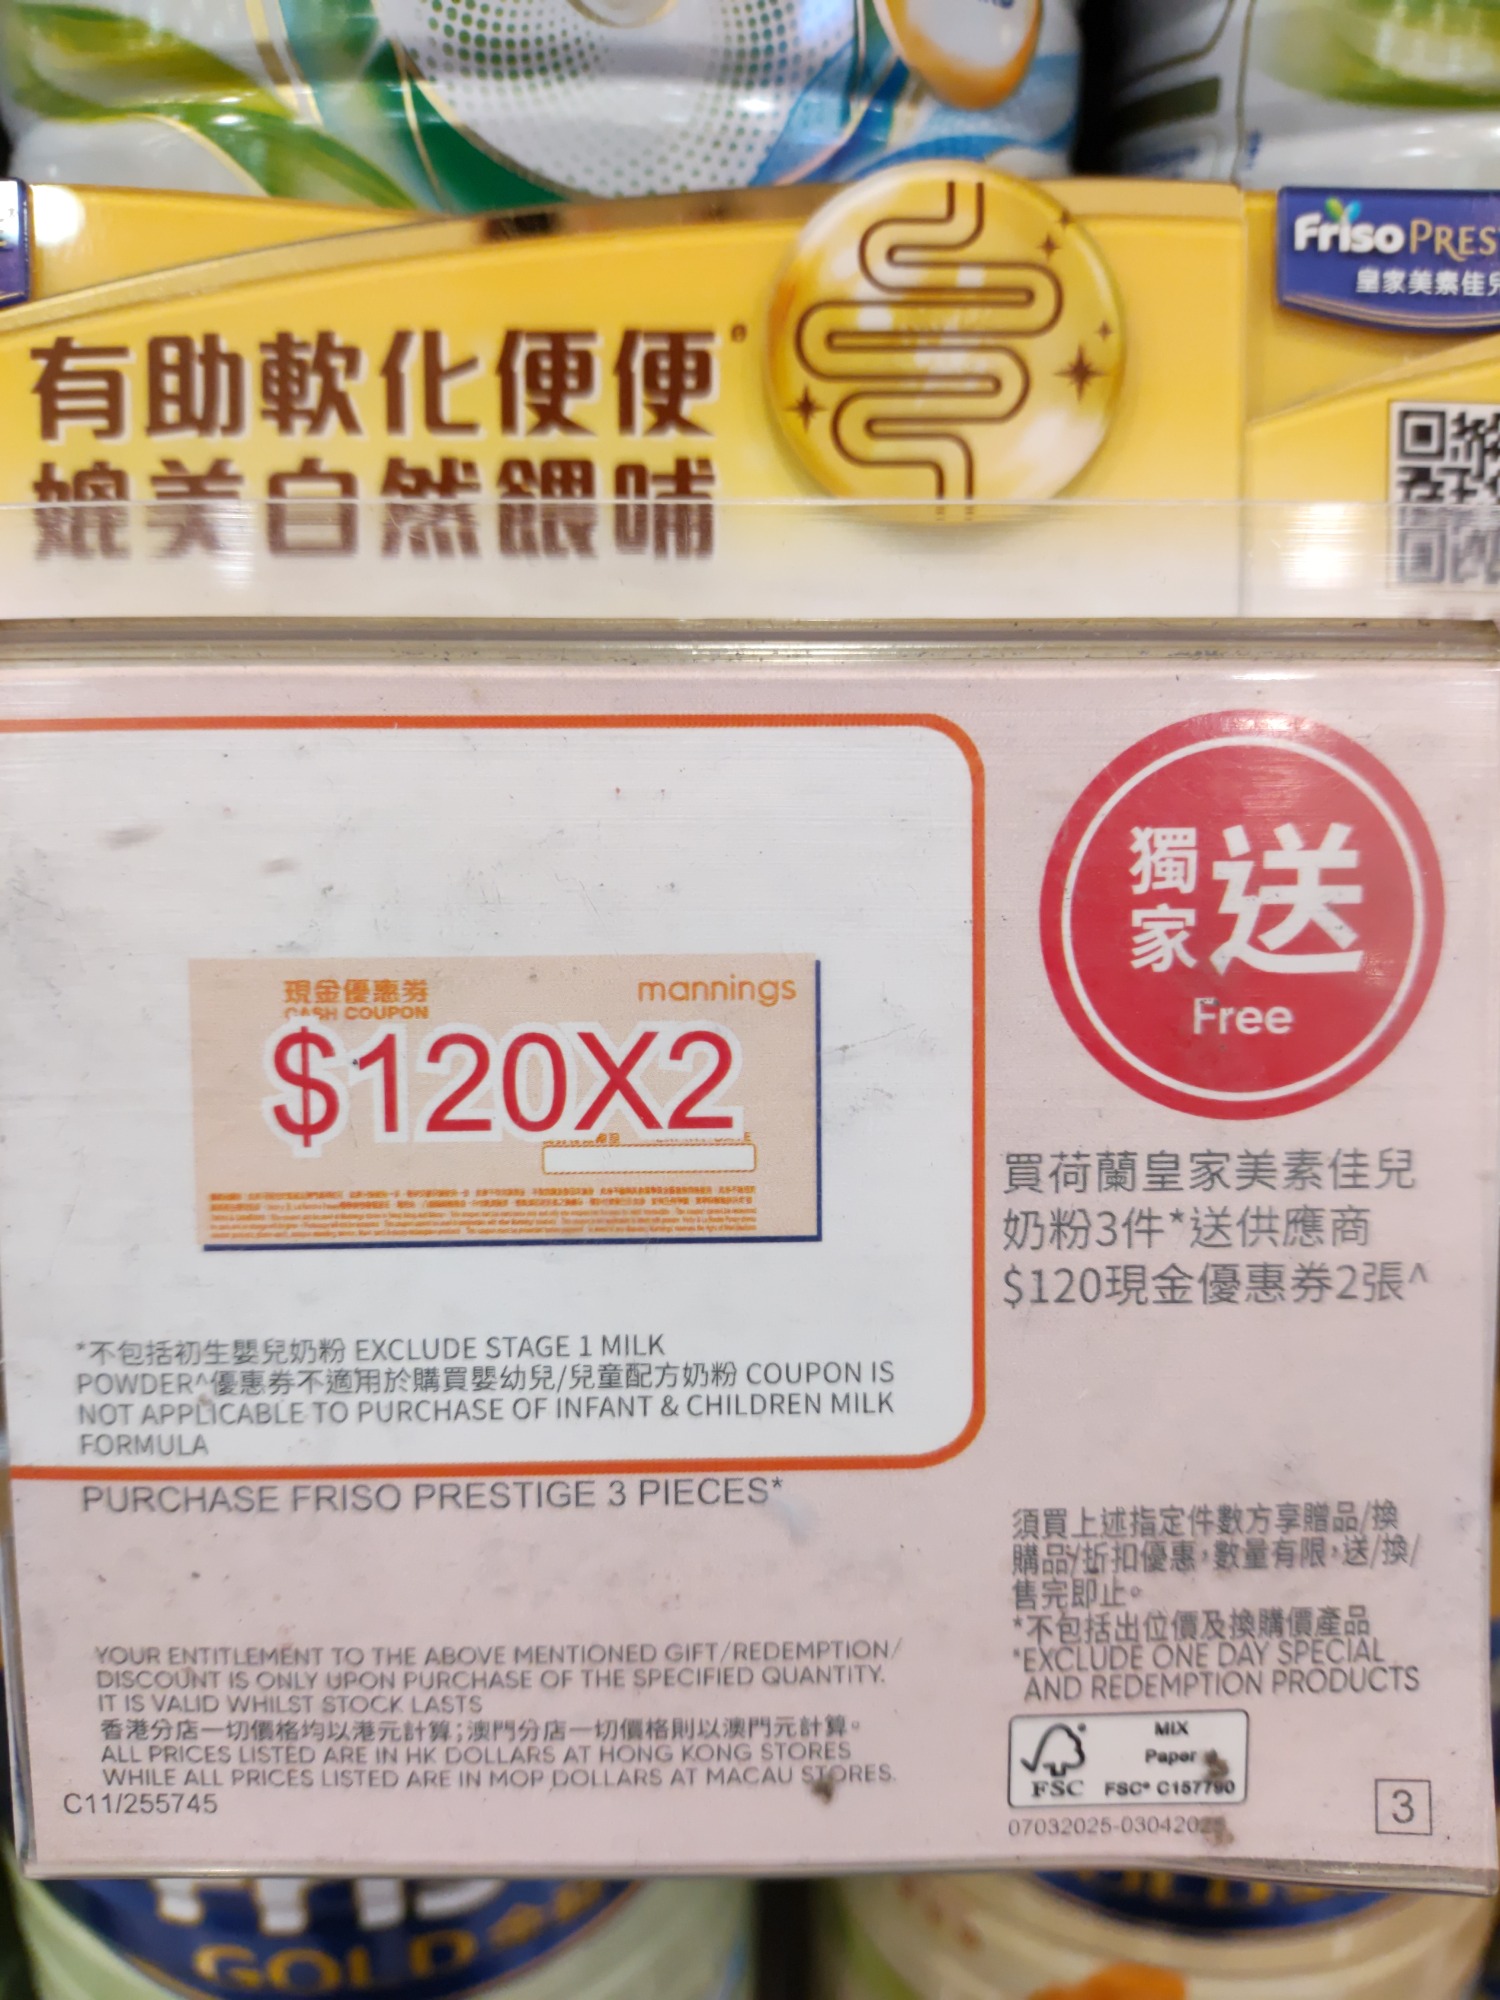 Friso PRES
皇家美素佳兒
有助軟化便便
媲美自然餵哺
獨家
送
Free
現金優惠券
mannings
CASH COUPON
$120X2
買荷蘭皇家美素佳兒
奶粉3件*送供應商
$120現金優惠券2張^
*不包括初生嬰兒奶粉 EXCLUDE STAGE 1 MILK
POWDER^優惠券不適用於購買嬰幼兒/兒童配方奶粉 COUPON IS
NOT APPLICABLE TO PURCHASE OF INFANT & CHILDREN MILK
FORMULA
PURCHASE FRISO PRESTIGE 3 PIECES*
須買上述指定件數方享贈品/換
購品/折扣優惠，數量有限，送/換/
售完即止。
*不包括出位價及換購價產品
*EXCLUDE ONE DAY SPECIAL
AND REDEMPTION PRODUCTS
YOUR ENTITLEMENT TO THE ABOVE MENTIONED GIFT/REDEMPTION/
DISCOUNT IS ONLY UPON PURCHASE OF THE SPECIFIED QUANTITY.
IT IS VALID WHILST STOCK LASTS
香港分店一切價格均以港元計算；澳門分店一切價格則以澳門元計算。
ALL PRICES LISTED ARE IN HK DOLLARS AT HONG KONG STORES
WHILE ALL PRICES LISTED ARE IN MOP DOLLARS AT MACAU STORES.
C11/255745
FSC
MIX
Paper
FSC® C157790
07032025-0304202
3
GOLD